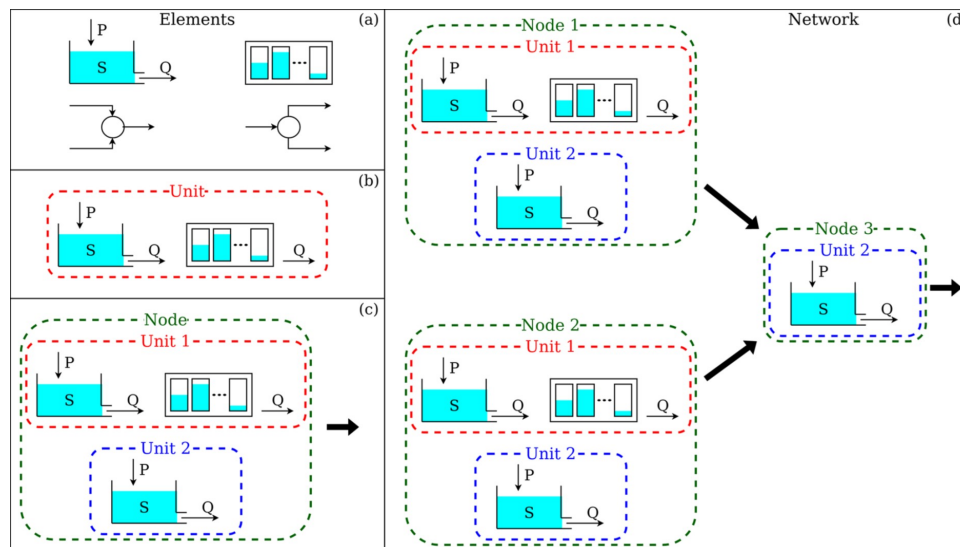 Elements
(a)
P
S
Q
...
(b)
Unit
P
S
Q
...
Q
(c)
Node
Unit 1
P
S
Q
...
Q
Unit 2
P
S
Q
Network
(d)
Node 1
Unit 1
P
S
Q
...
Q
Unit 2
P
S
Q
Node 2
Unit 1
P
S
Q
...
Q
Unit 2
P
S
Q
Node 3
Unit 2
P
S
Q